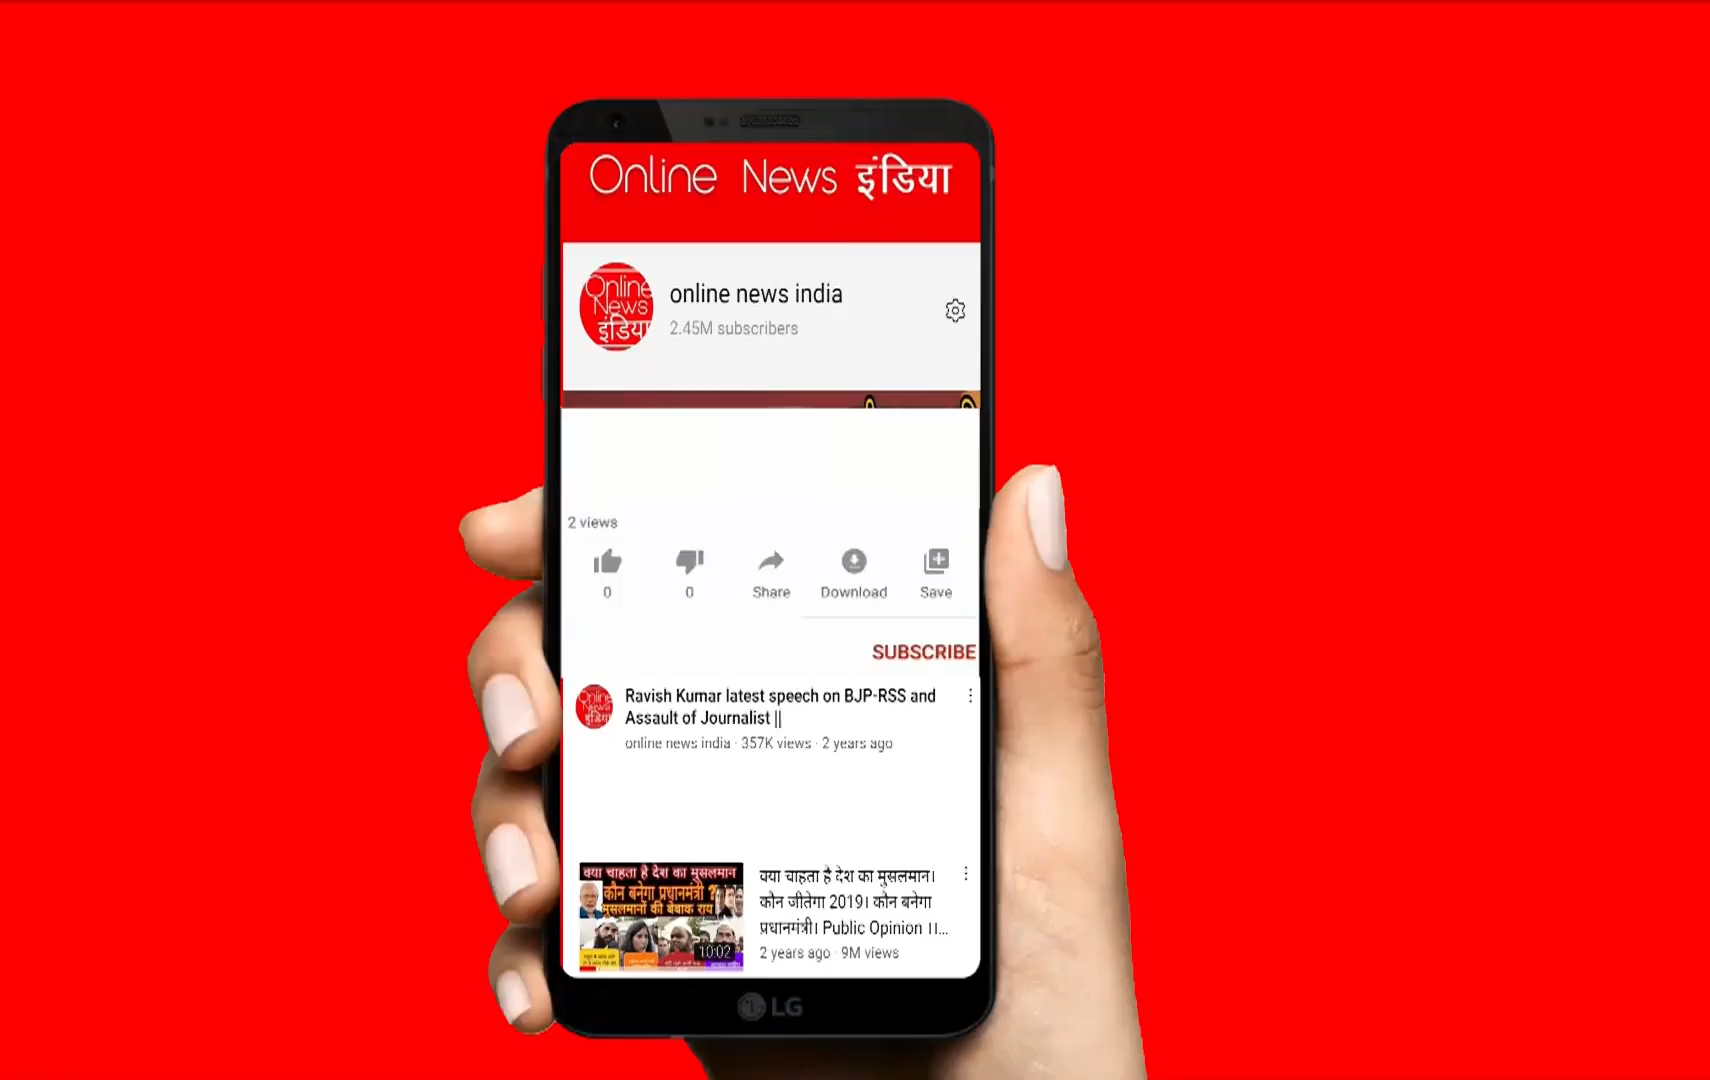 Online News इंडिया
Online
News
इंडिया
online news india
2.45M subscribers
2 views
0
0
Share
Download
Save
SUBSCRIBE
Online
News
इंडिया
Ravish Kumar latest speech on BJP-RSS and
Assault of Journalist ||
online news india · 357K views · 2 years ago
क्या चाहता है देश का मुसलमान
कौन बनेगा प्रधानमंत्री ?
मुसलमानों की बेबाक राय
10:02
क्या चाहता है देश का मुसलमान।
कौन जीतेगा 2019। कौन बनेगा
प्रधानमंत्री। Public Opinion ।।...
2 years ago · 9M views
LG